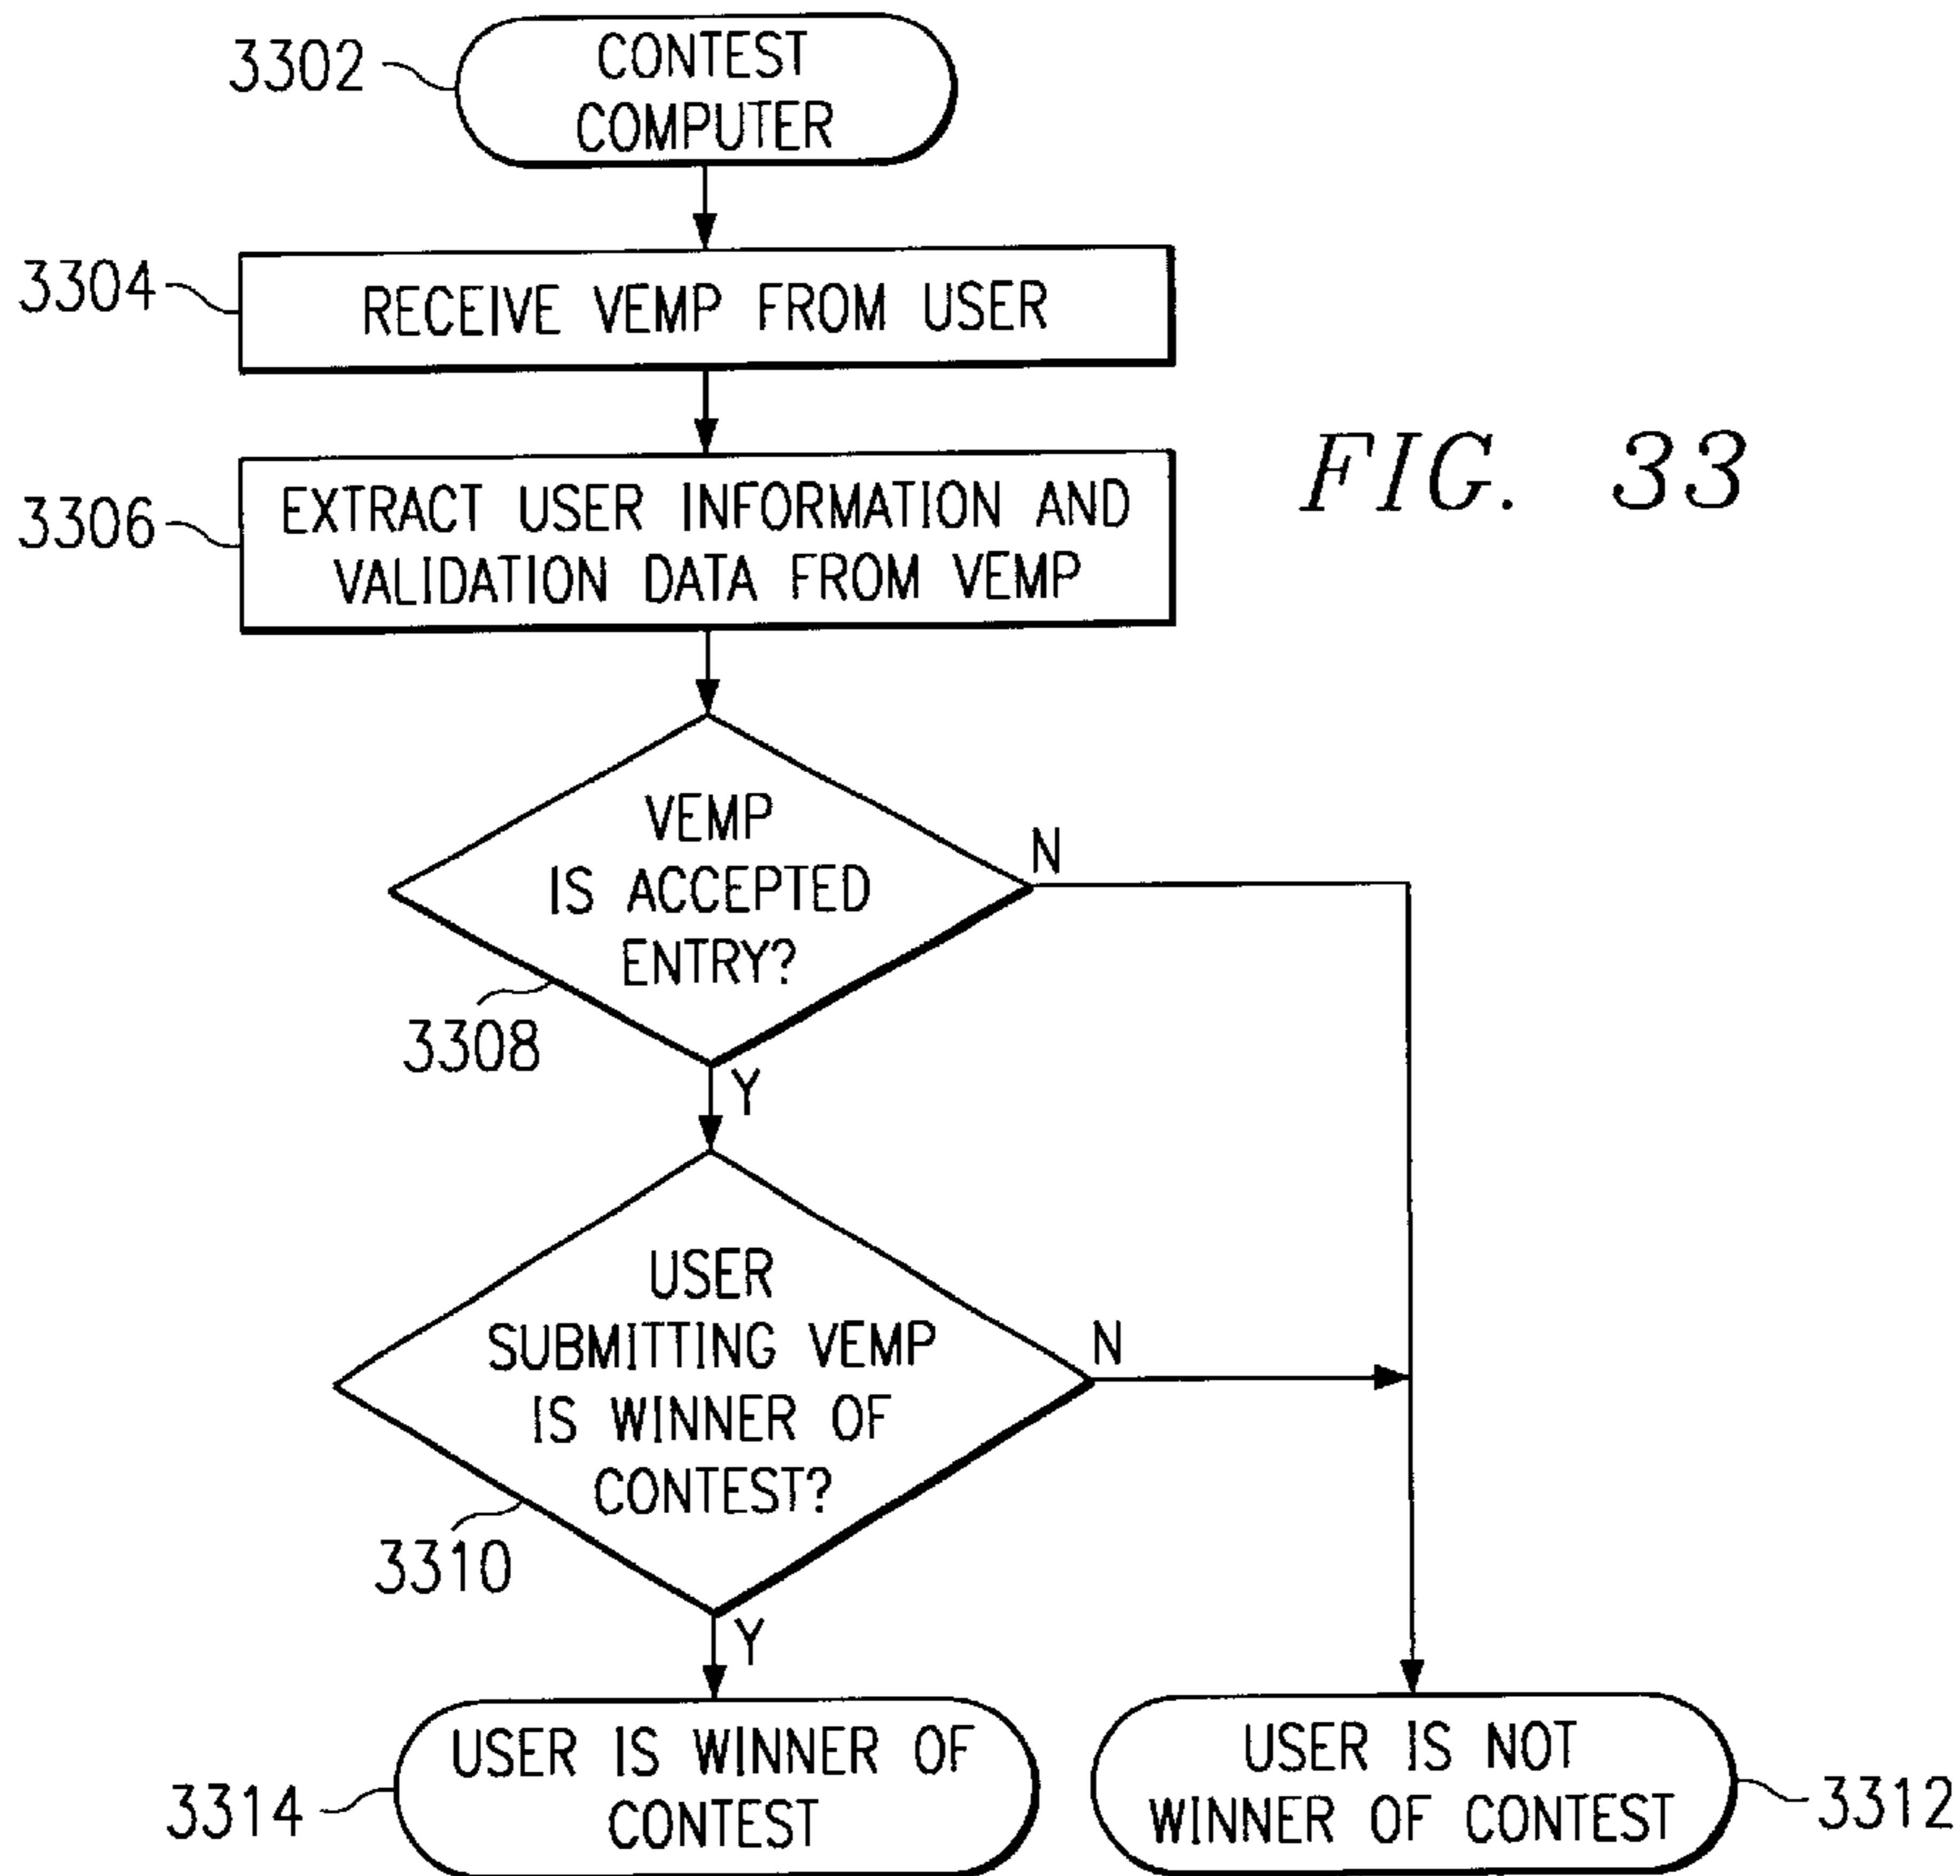 3302
CONTEST
COMPUTER
3304
RECEIVE VEMP FROM USER
FIG. 33
3306
EXTRACT USER INFORMATION AND
VALIDATION DATA FROM VEMP
VEMP
IS ACCEPTED
ENTRY?
N
3308
Y
USER
SUBMITTING VEMP
IS WINNER OF
CONTEST?
N
3310
Y
USER IS WINNER OF
CONTEST
3314
USER IS NOT
WINNER OF CONTEST
3312